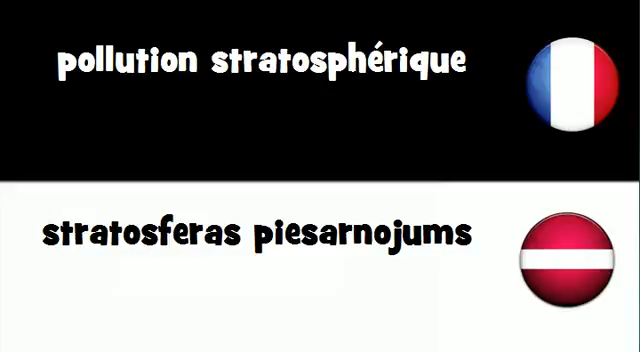 pollution stratosphérique
stratosferas piesarnojums